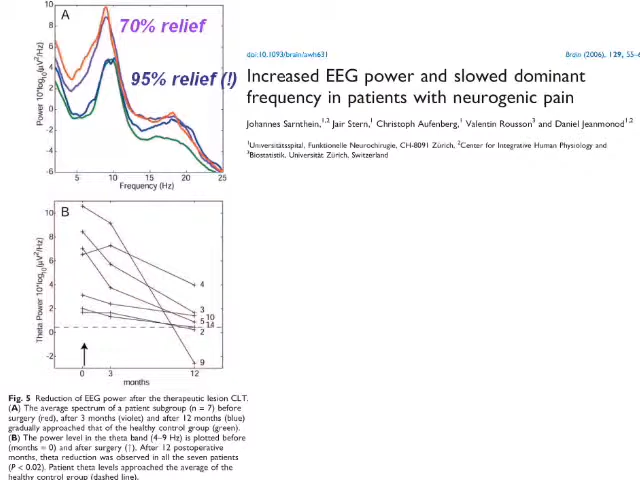 A
70% relief
95% relief (!)
10
8
6
4
2
0
-2
-4
-6
Power 10*log10(µV2/Hz)
5
10
15
20
25
Frequency (Hz)
B
10
8
6
4
2
0
-2
Theta Power 10*log10(µV2/Hz)
4
3
10
5
14
2
9
0
3
12
months
Fig. 5 Reduction of EEG power after the therapeutic lesion CLT.
(A) The average spectrum of a patient subgroup (n = 7) before
surgery (red), after 3 months (violet) and after 12 months (blue)
gradually approached that of the healthy control group (green).
(B) The power level in the theta band (4–9 Hz) is plotted before
(months = 0) and after surgery (↑). After 12 postoperative
months, theta reduction was observed in all the seven patients
(P < 0.02). Patient theta levels approached the average of the
healthy control group (dashed line).
doi:10.1093/brain/awh631
Brain (2006), 129, 55–6
Increased EEG power and slowed dominant
frequency in patients with neurogenic pain
Johannes Sarnthein,1,2 Jair Stern,1 Christoph Aufenberg,1 Valentin Rousson3 and Daniel Jeanmonod1,2
1Universitätsspital, Funktionelle Neurochirugie, CH-8091 Zürich, 2Center for Integrative Human Physiology and
3Biostatistik, Universität Zürich, Switzerland